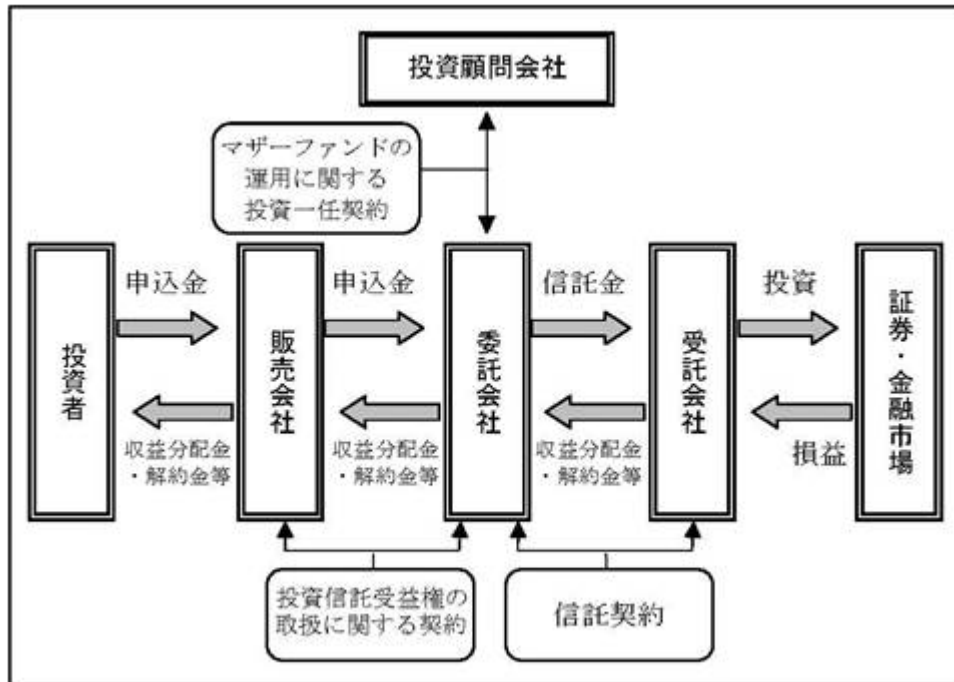 投資顧問会社
マザーファンドの
運用に関する
投資一任契約
投資者
申込金
収益分配金
・解約金等
販売会社
申込金
収益分配金
・解約金等
委託会社
信託金
収益分配金
・解約金等
受託会社
投資
損益
証券・金融市場
投資信託受益権の
取扱に関する契約
信託契約